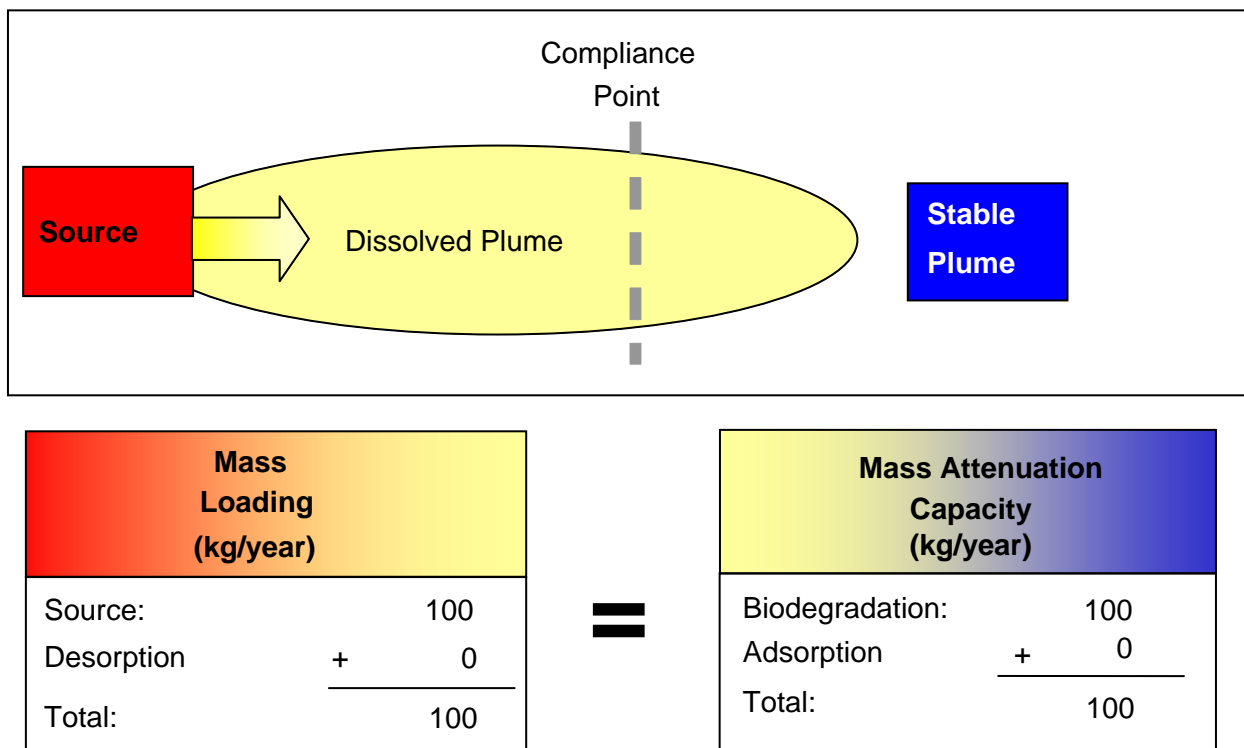 Compliance
Point
Source
Dissolved Plume
Stable
Plume
Mass
Loading
(kg/year)
Source: 100
Desorption + 0
Total: 100
=
Mass Attenuation
Capacity
(kg/year)
Biodegradation: 100
Adsorption + 0
Total: 100